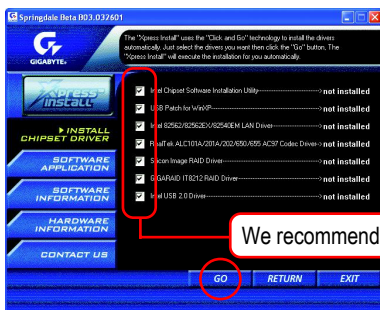 Springdale Beta B03.032601
The "Xpress Install" uses the "Click and Go" technology to install the drivers
automatically. Just select the drivers you want then click the "Go" button, The
"Xpress Install" will execute the installation for you automatically.
GIGABYTE
Xpress
Install
INSTALL
CHIPSET DRIVER
SOFTWARE
APPLICATION
SOFTWARE
INFORMATION
HARDWARE
INFORMATION
CONTACT US
Intel Chipset Software Installation Utility not installed
USB Patch for WinXP not installed
Intel 82562/82562EX/82540EM LAN Driver not installed
RealTek ALC101A/201A/202/650/655 AC97 Codec Driver not installed
Silicon Image RAID Driver not installed
GIGARAID IT8212 RAID Driver not installed
Intel USB 2.0 Driver not installed
We recommend
GO RETURN EXIT